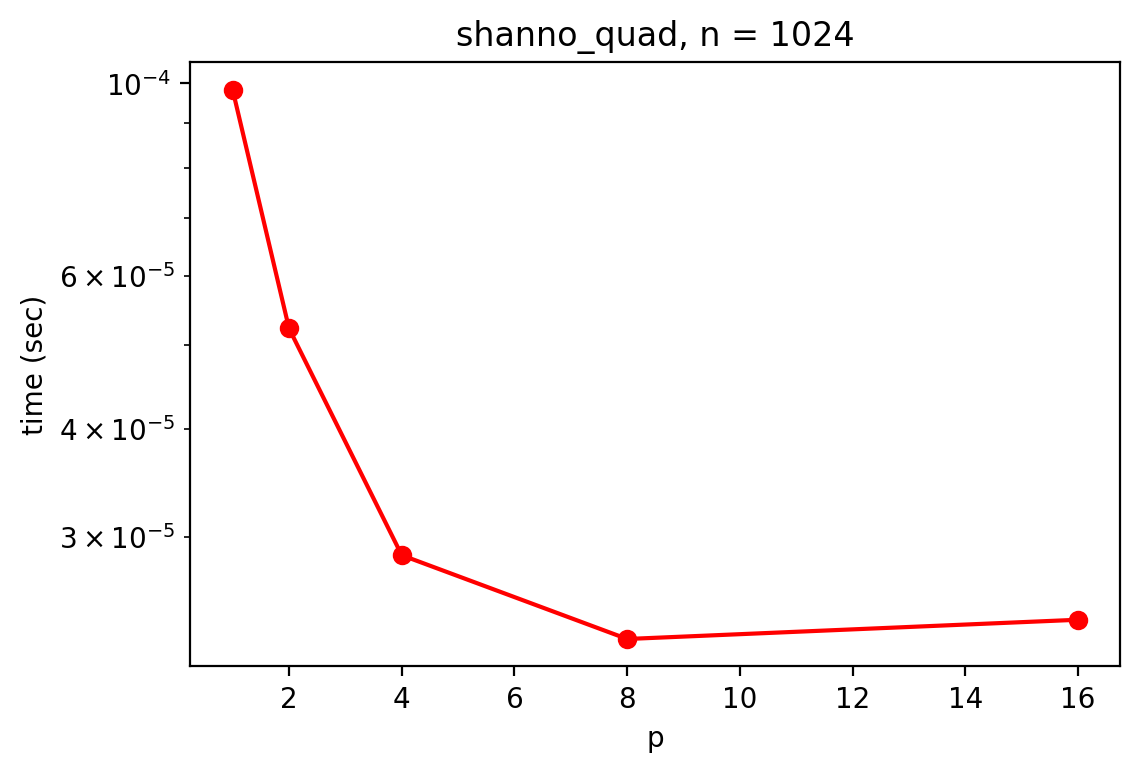 shanno_quad, n = 1024
10⁻⁴
6 × 10⁻⁵
4 × 10⁻⁵
3 × 10⁻⁵
time (sec)
2 4 6 8 10 12 14 16
p